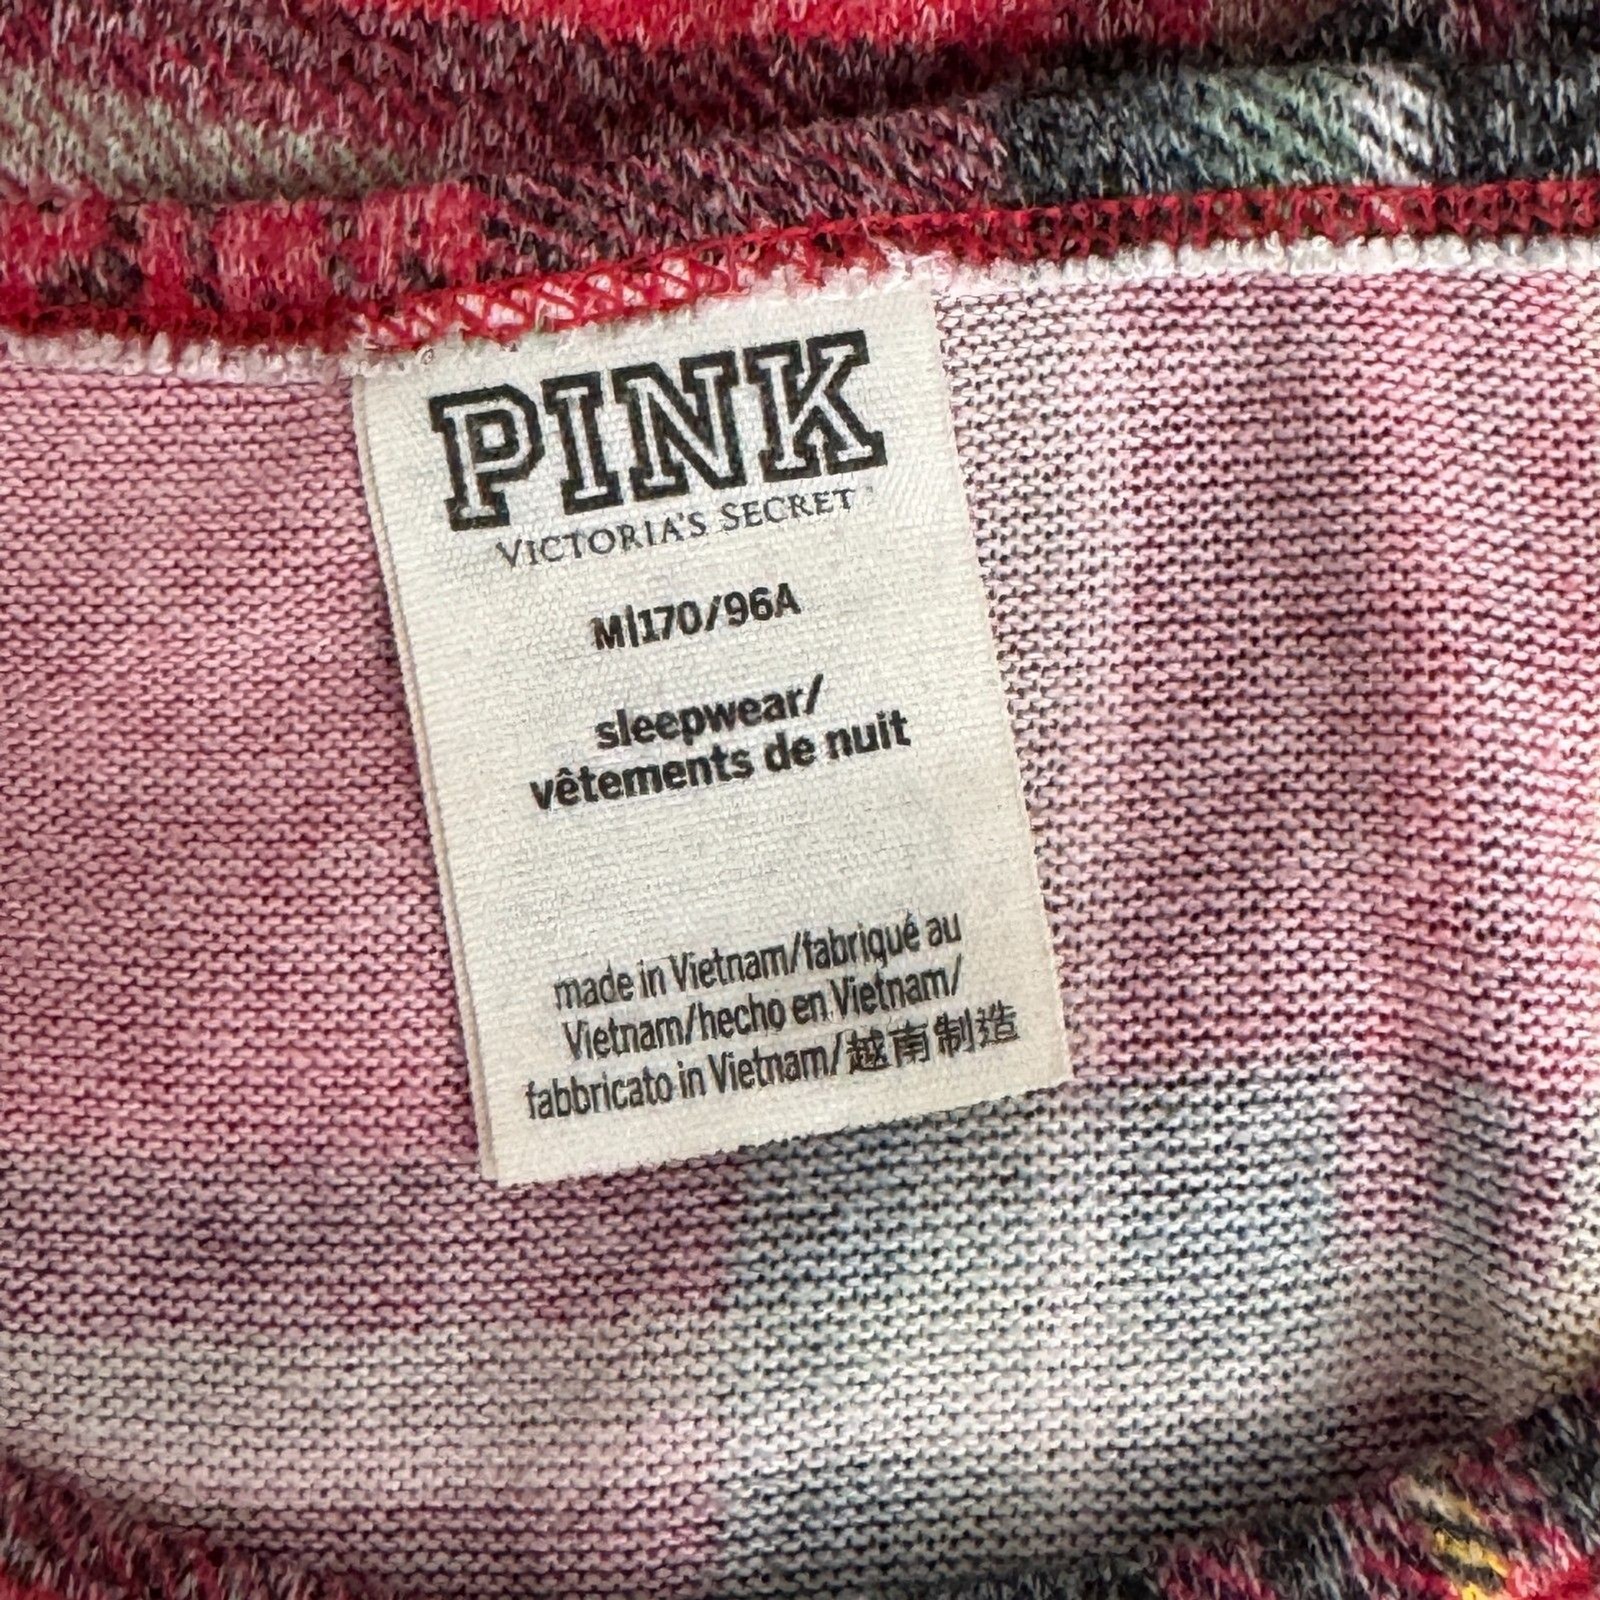 PINK
VICTORIA'S SECRET
M|170/96A
sleepwear/
vêtements de nuit
made in Vietnam/fabriqué au
Vietnam/hecho en Vietnam/
fabbricato in Vietnam/越南制造